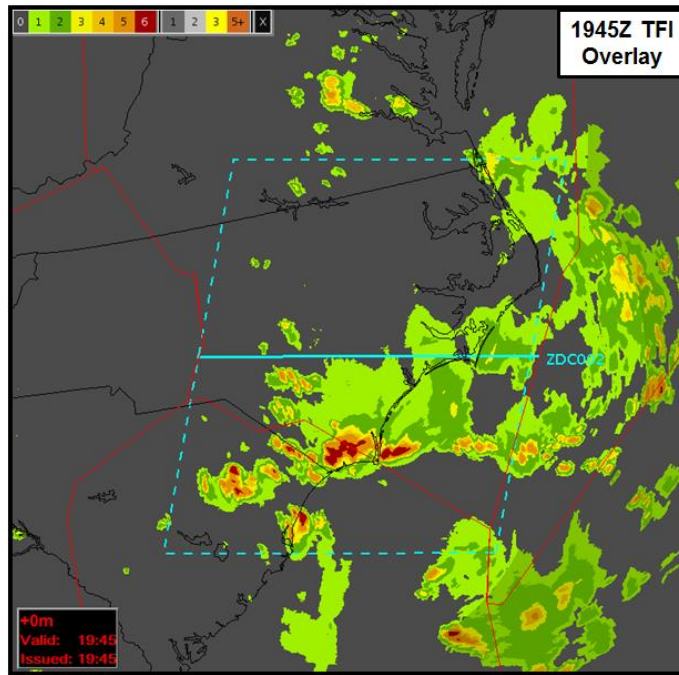 0 1 2 3 4 5 6 1 2 3 5+ X
1945Z TFI
Overlay
ZDC002
+0m
Valid: 19:45
Issued: 19:45